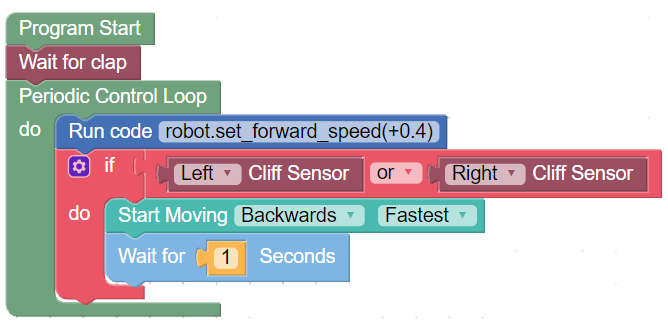 Program Start
Wait for clap
Periodic Control Loop
do Run code robot.set_forward_speed(+0.4)
if Left Cliff Sensor or Right Cliff Sensor
do Start Moving Backwards Fastest
Wait for 1 Seconds